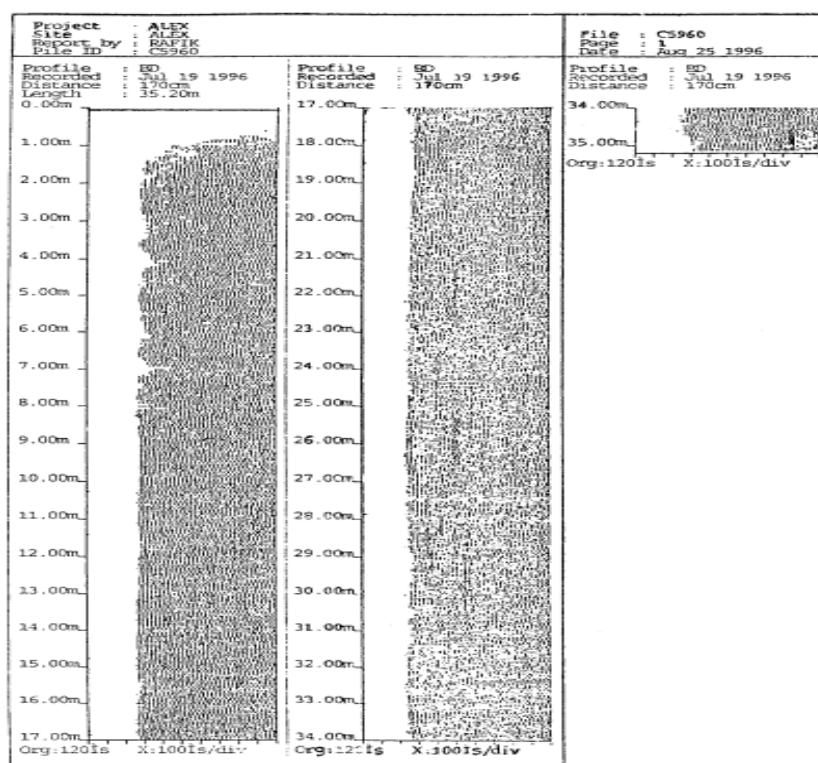 Project : ALEX
Site : ALEX
Report by : RAFIK
Pile ID : C5960
File : C5960
Page : 1
Date : Aug 25 1996
Profile : BD
Recorded : Jul 19 1996
Distance : 170cm
Length : 35.20m
0.00m
1.00m
2.00m
3.00m
4.00m
5.00m
6.00m
7.00m
8.00m
9.00m
10.00m
11.00m
12.00m
13.00m
14.00m
15.00m
16.00m
17.00m
Org:120ls X:100ls/div
Profile : BD
Recorded : Jul 19 1996
Distance : 170cm
17.00m
18.00m
19.00m
20.00m
21.00m
22.00m
23.00m
24.00m
25.00m
26.00m
27.00m
28.00m
29.00m
30.00m
31.00m
32.00m
33.00m
34.00m
Org:120ls X:100ls/div
Profile : BD
Recorded : Jul 19 1996
Distance : 170cm
34.00m
35.00m
Org:120ls X:100ls/div